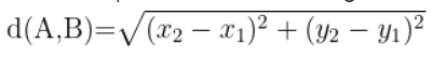 d(A,B)=√(x₂ − x₁)² + (y₂ − y₁)²